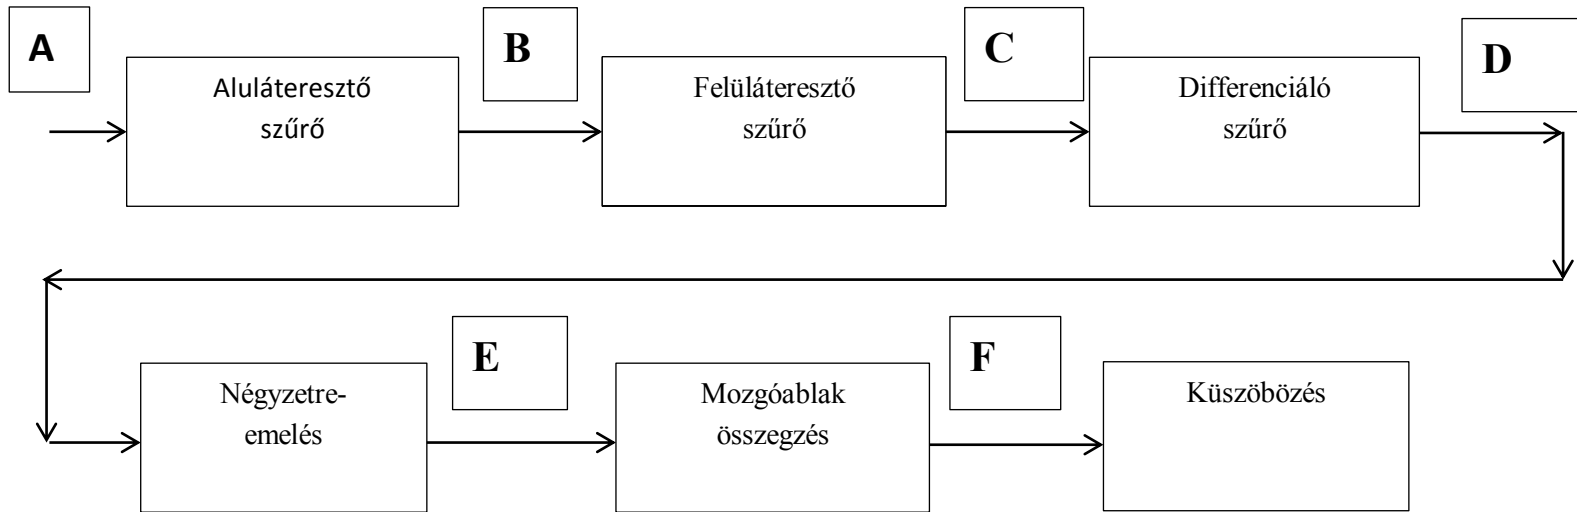 A
B
C
D
Aluláteresztő
szűrő
Felüláteresztő
szűrő
Differenciáló
szűrő
E
F
Négyzetre-
emelés
Mozgóablak
összegzés
Küszöbözés